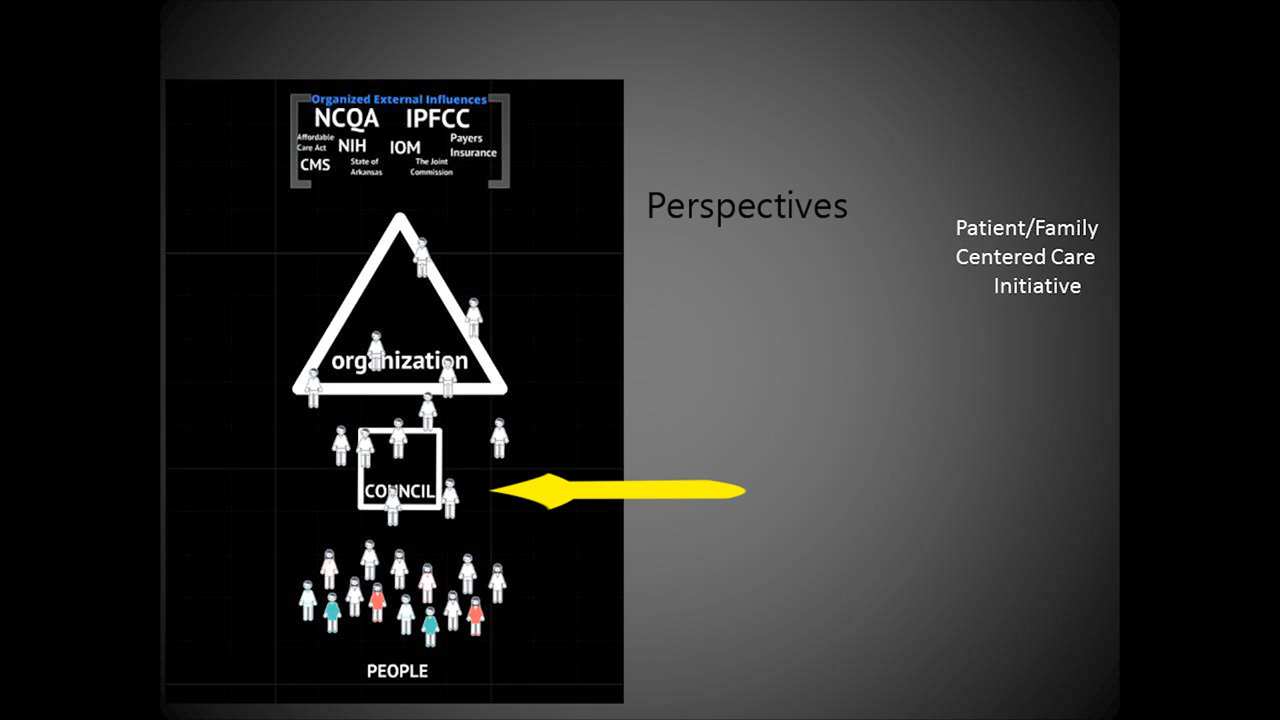 Organized External Influences
NCQA IPFCC
Affordable
Care Act
NIH
IOM
Payers
Insurance
CMS
State of
Arkansas
The Joint
Commission
organization
COUNCIL
PEOPLE
Perspectives
Patient/Family
Centered Care
Initiative